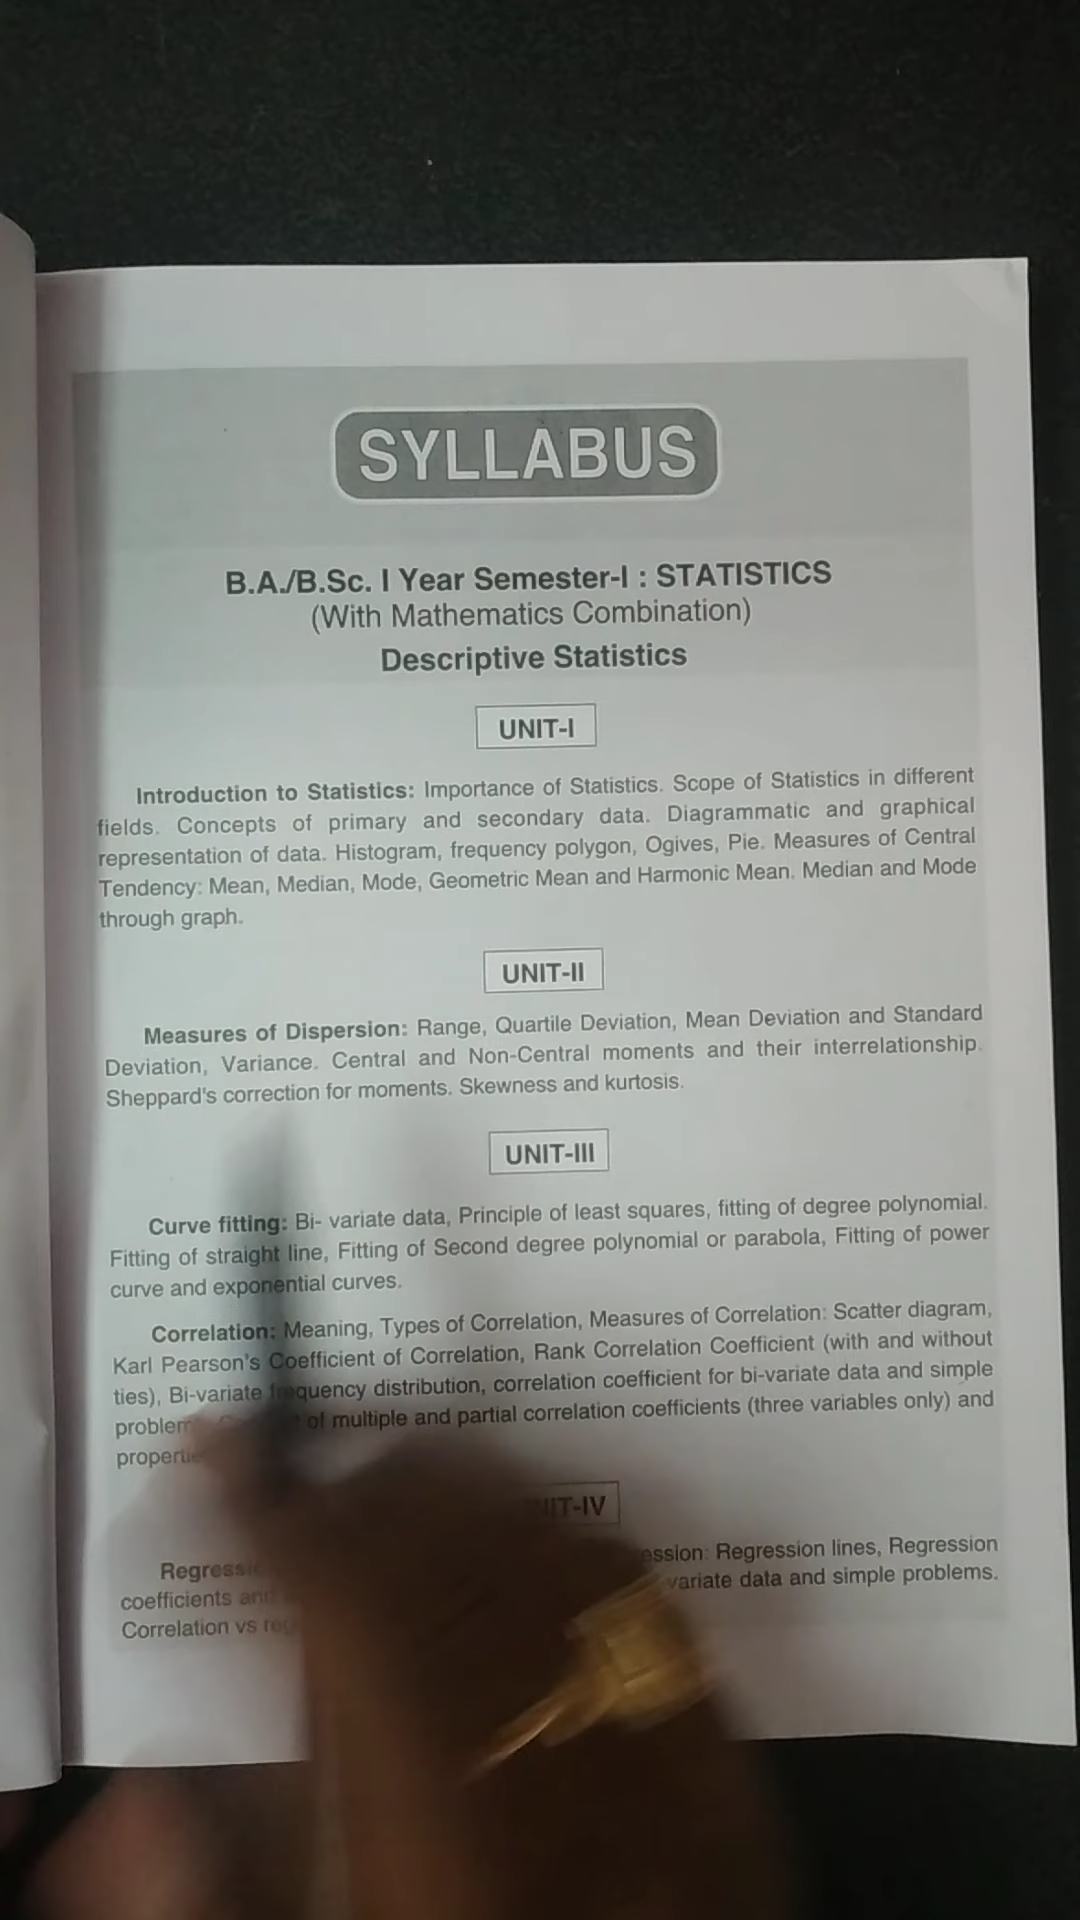 SYLLABUS
B.A./B.Sc. I Year Semester-I : STATISTICS
(With Mathematics Combination)
Descriptive Statistics
UNIT-I
Introduction to Statistics: Importance of Statistics. Scope of Statistics in different
fields. Concepts of primary and secondary data. Diagrammatic and graphical
representation of data. Histogram, frequency polygon, Ogives, Pie. Measures of Central
Tendency: Mean, Median, Mode, Geometric Mean and Harmonic Mean. Median and Mode
through graph.
UNIT-II
Measures of Dispersion: Range, Quartile Deviation, Mean Deviation and Standard
Deviation, Variance. Central and Non-Central moments and their interrelationship.
Sheppard's correction for moments. Skewness and kurtosis.
UNIT-III
Curve fitting: Bi- variate data, Principle of least squares, fitting of degree polynomial.
Fitting of straight line, Fitting of Second degree polynomial or parabola, Fitting of power
curve and exponential curves.
Correlation: Meaning, Types of Correlation, Measures of Correlation: Scatter diagram,
Karl Pearson's Coefficient of Correlation, Rank Correlation Coefficient (with and without
ties), Bi-variate frequency distribution, correlation coefficient for bi-variate data and simple
of multiple and partial correlation coefficients (three variables only) and
Regression lines, Regression
coefficients and variate data and simple problems.
Correlation vs